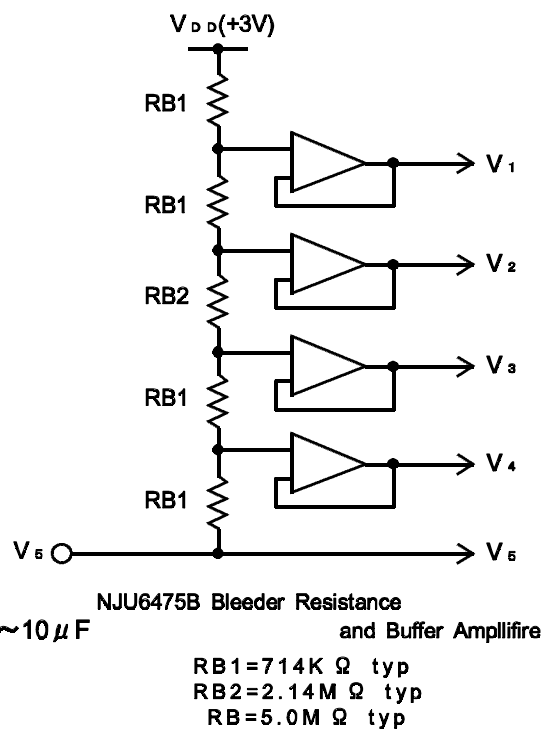 VDD(+3V)
RB1
V1
RB1
V2
RB2
V3
RB1
V4
RB1
V5
V5
NJU6475B Bleeder Resistance
~10μF
and Buffer Ampllifire
RB1=714KΩ typ
RB2=2.14MΩ typ
RB=5.0MΩ typ